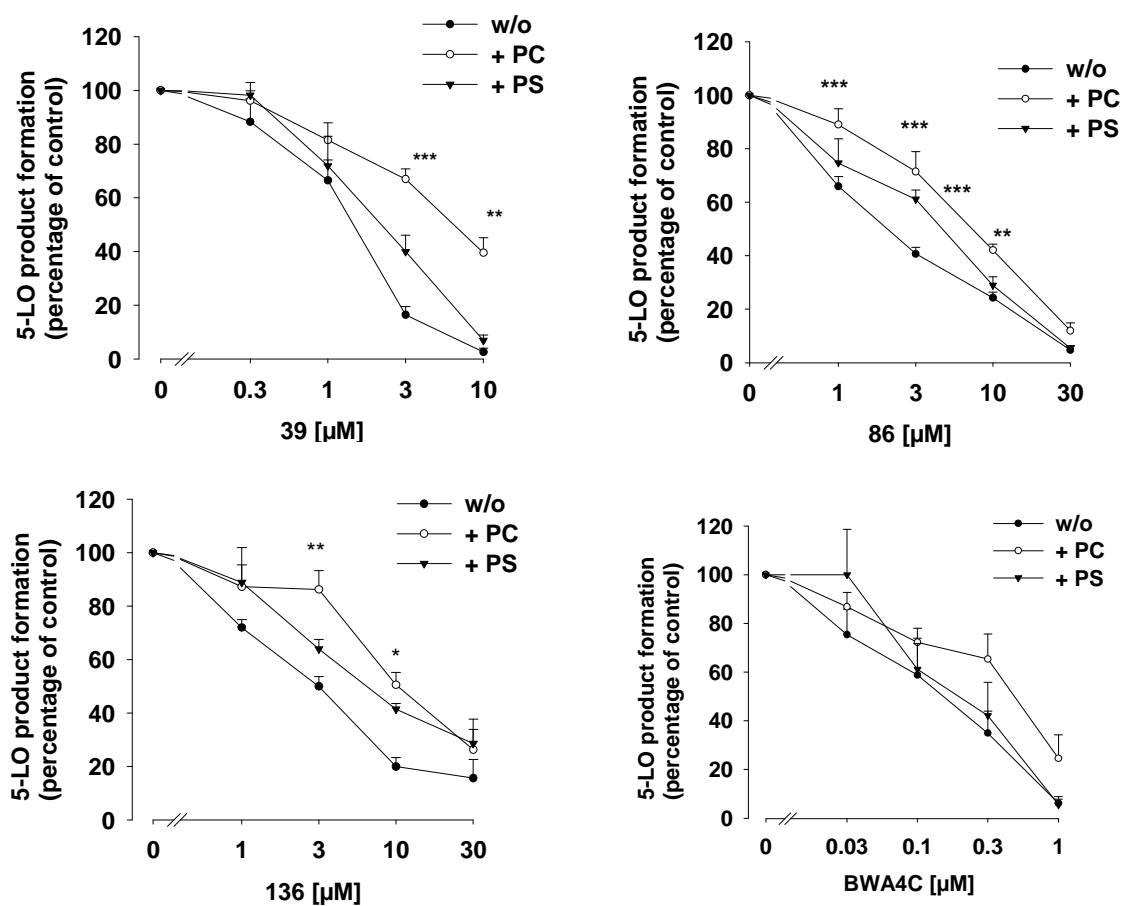 120
100
80
60
40
20
0
5-LO product formation
(percentage of control)
w/o
+ PC
+ PS
***
**
0 // 0.3 1 3 10
39 [µM]
120
100
80
60
40
20
0
5-LO product formation
(percentage of control)
w/o
+ PC
+ PS
***
***
***
**
0 // 1 3 10 30
86 [µM]
120
100
80
60
40
20
0
5-LO product formation
(percentage of control)
w/o
+ PC
+ PS
**
*
0 // 1 3 10 30
136 [µM]
120
100
80
60
40
20
0
5-LO product formation
(percentage of control)
w/o
+ PC
+ PS
0 // 0.03 0.1 0.3 1
BWA4C [µM]